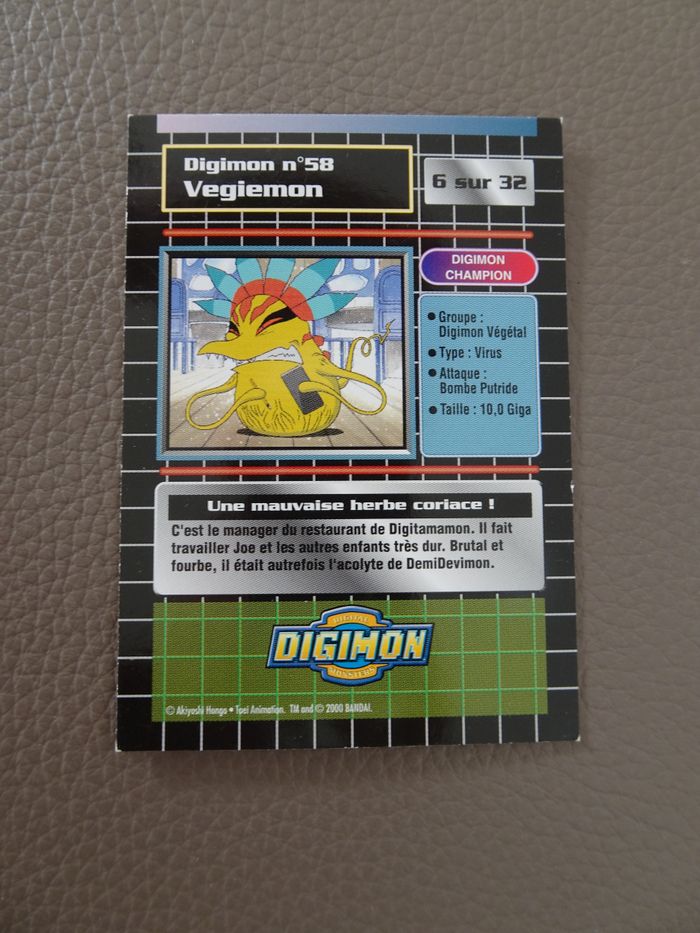 Digimon n°58
Vegiemon
6 sur 32
DIGIMON
CHAMPION
• Groupe :
Digimon Végétal
• Type : Virus
• Attaque :
Bombe Putride
• Taille : 10,0 Giga
Une mauvaise herbe coriace !
C'est le manager du restaurant de Digitamamon. Il fait
travailler Joe et les autres enfants très dur. Brutal et
fourbe, il était autrefois l'acolyte de DemiDevimon.
DIGITAL
DIGIMON
MONSTERS
© Akiyoshi Hongo • Toei Animation. TM and © 2000 BANDAI.